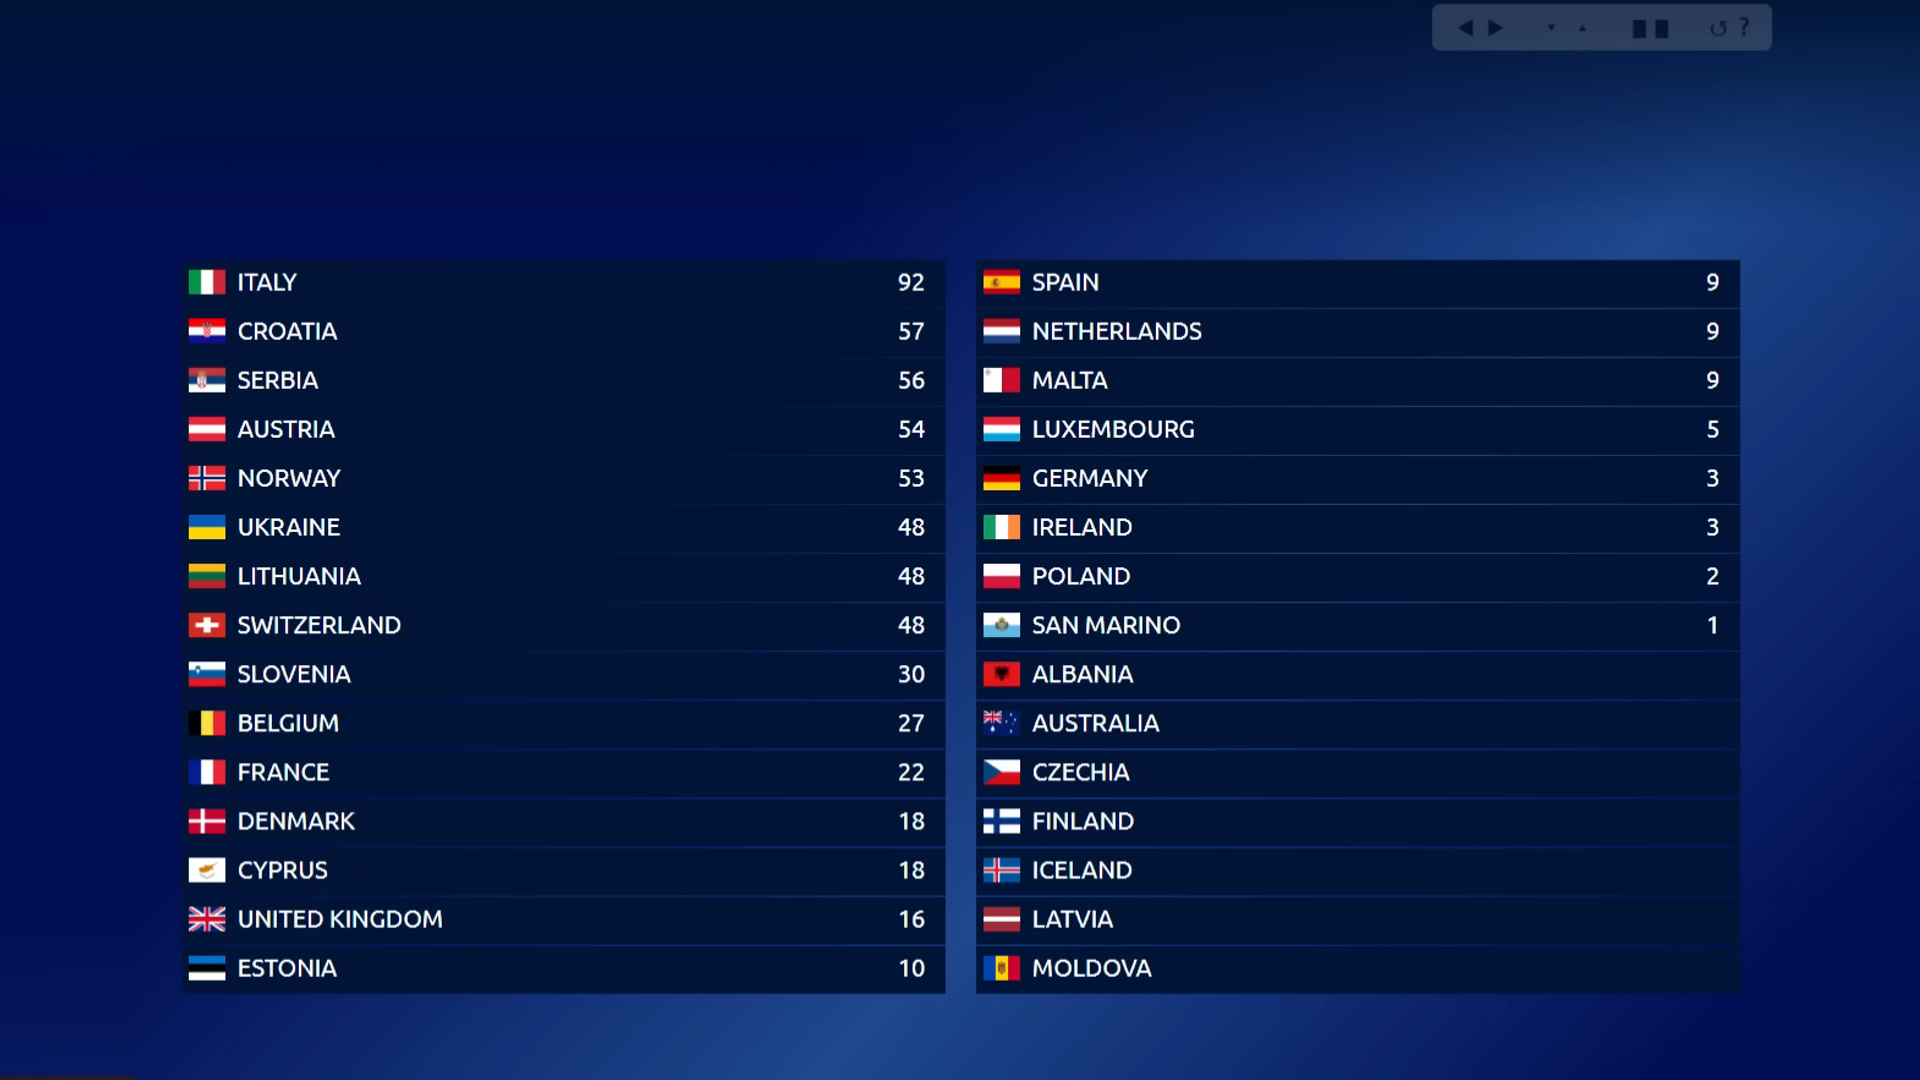 ?
ITALY 92
CROATIA 57
SERBIA 56
AUSTRIA 54
NORWAY 53
UKRAINE 48
LITHUANIA 48
SWITZERLAND 48
SLOVENIA 30
BELGIUM 27
FRANCE 22
DENMARK 18
CYPRUS 18
UNITED KINGDOM 16
ESTONIA 10
SPAIN 9
NETHERLANDS 9
MALTA 9
LUXEMBOURG 5
GERMANY 3
IRELAND 3
POLAND 2
SAN MARINO 1
ALBANIA
AUSTRALIA
CZECHIA
FINLAND
ICELAND
LATVIA
MOLDOVA